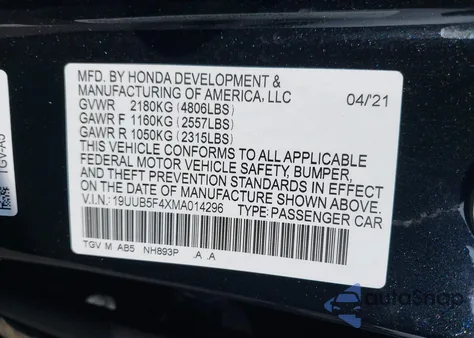 MFD. BY HONDA DEVELOPMENT &
MANUFACTURING OF AMERICA, LLC 04/21
GVWR 2180KG (4806LBS)
GAWR F 1160KG (2557LBS)
GAWR R 1050KG (2315LBS)
THIS VEHICLE CONFORMS TO ALL APPLICABLE
FEDERAL MOTOR VEHICLE SAFETY, BUMPER,
AND THEFT PREVENTION STANDARDS IN EFFECT
ON THE DATE OF MANUFACTURE SHOWN ABOVE.
V.I.N.: 19UUB5F4XMA014296 TYPE: PASSENGER CAR
TGV M AB5 NH893P .A .A
TGV-A5
autoSnap